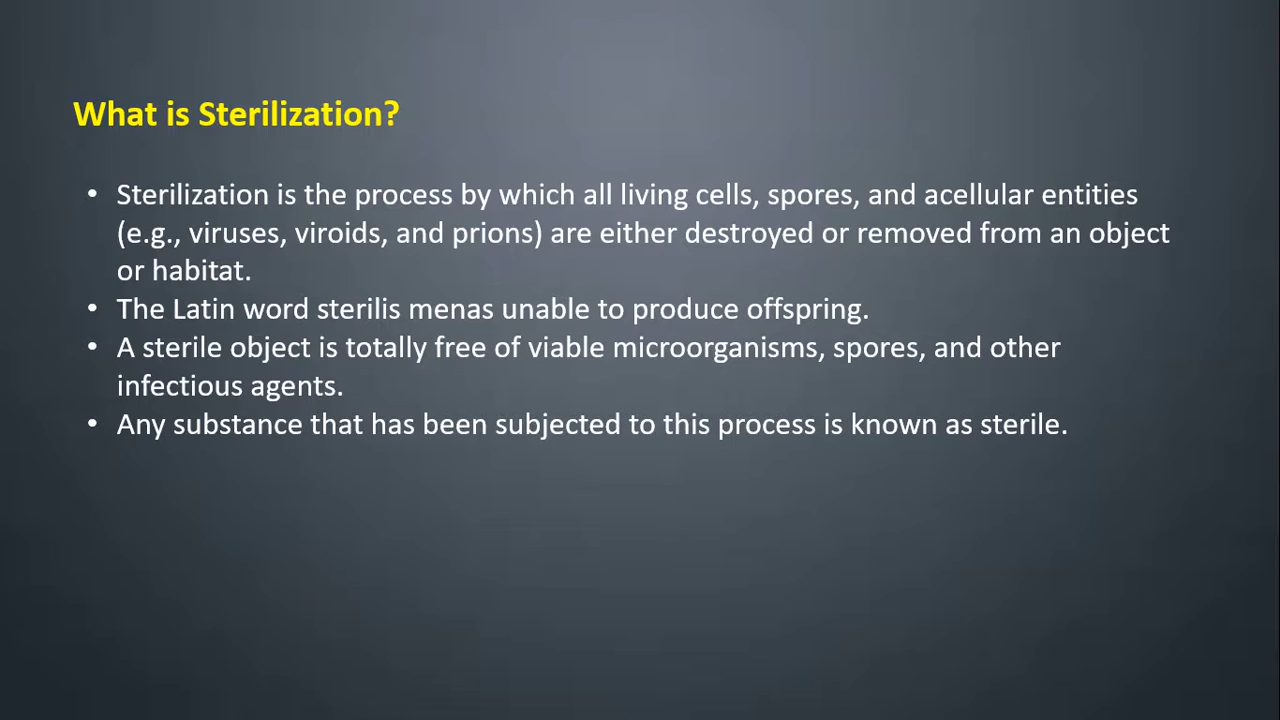 What is Sterilization?
• Sterilization is the process by which all living cells, spores, and acellular entities
(e.g., viruses, viroids, and prions) are either destroyed or removed from an object
or habitat.
• The Latin word sterilis menas unable to produce offspring.
• A sterile object is totally free of viable microorganisms, spores, and other
infectious agents.
• Any substance that has been subjected to this process is known as sterile.